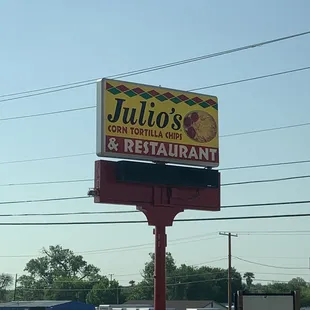 Julio's
CORN TORTILLA CHIPS
& RESTAURANT